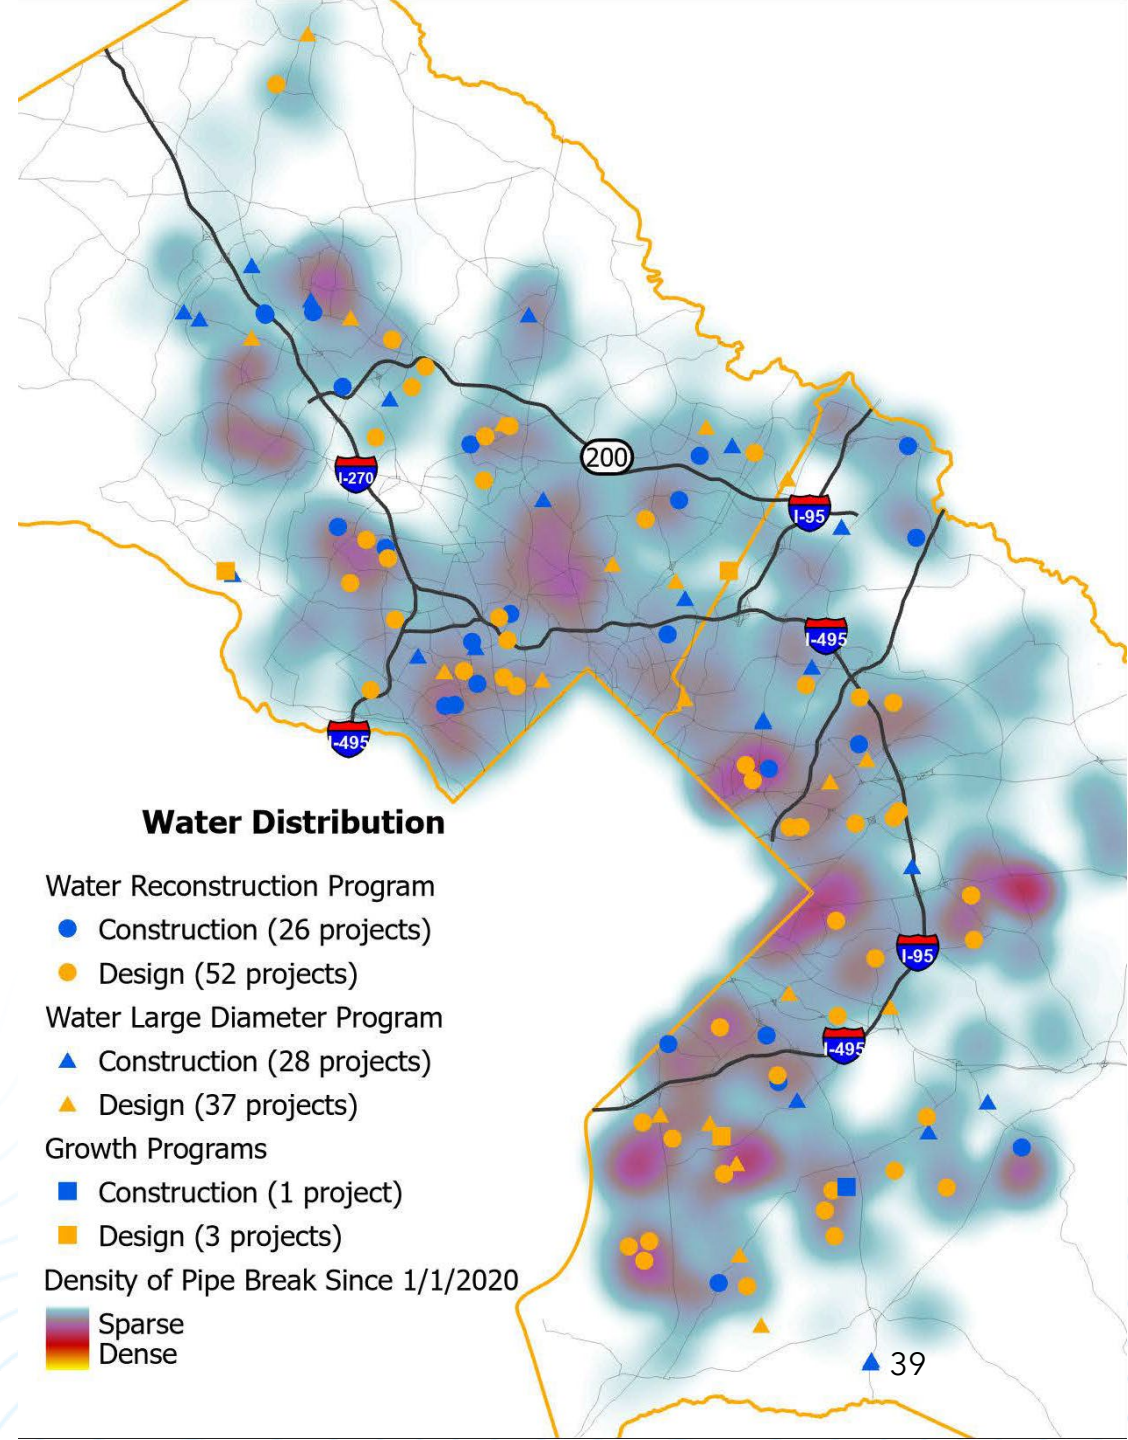 200
I-270
I-95
I-495
I-495
Water Distribution
Water Reconstruction Program
Construction (26 projects)
Design (52 projects)
I-95
Water Large Diameter Program
Construction (28 projects)
I-495
Design (37 projects)
Growth Programs
Construction (1 project)
Design (3 projects)
Density of Pipe Break Since 1/1/2020
Sparse
Dense
39